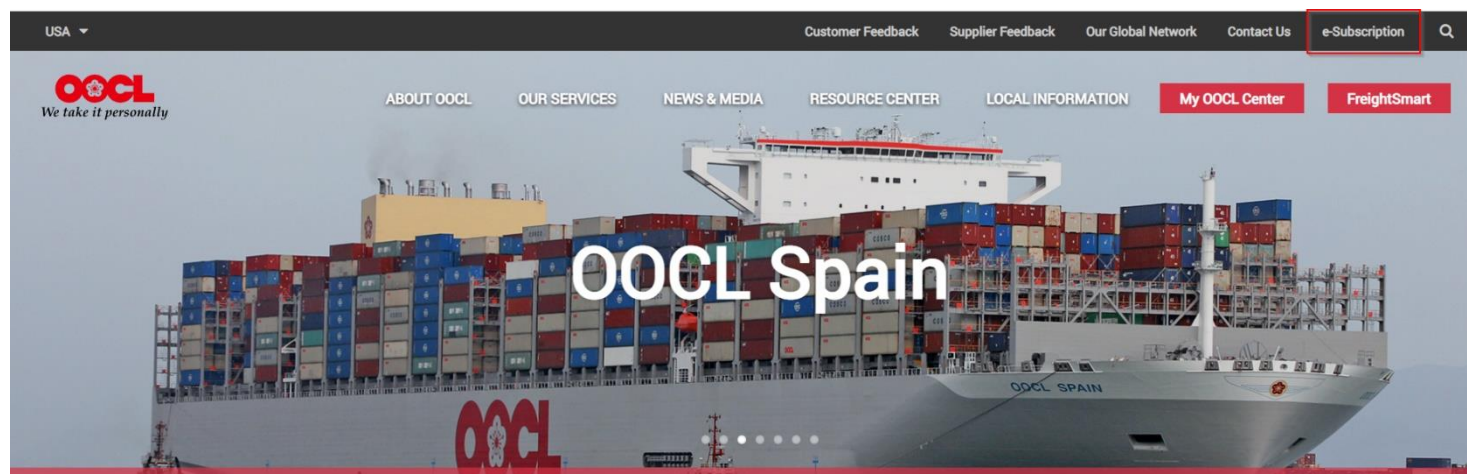 USA Customer Feedback Supplier Feedback Our Global Network Contact Us e-Subscription
OOCL
We take it personally
ABOUT OOCL OUR SERVICES NEWS & MEDIA RESOURCE CENTER LOCAL INFORMATION My OOCL Center FreightSmart
OOCL Spain
OOCL SPAIN
OOCL